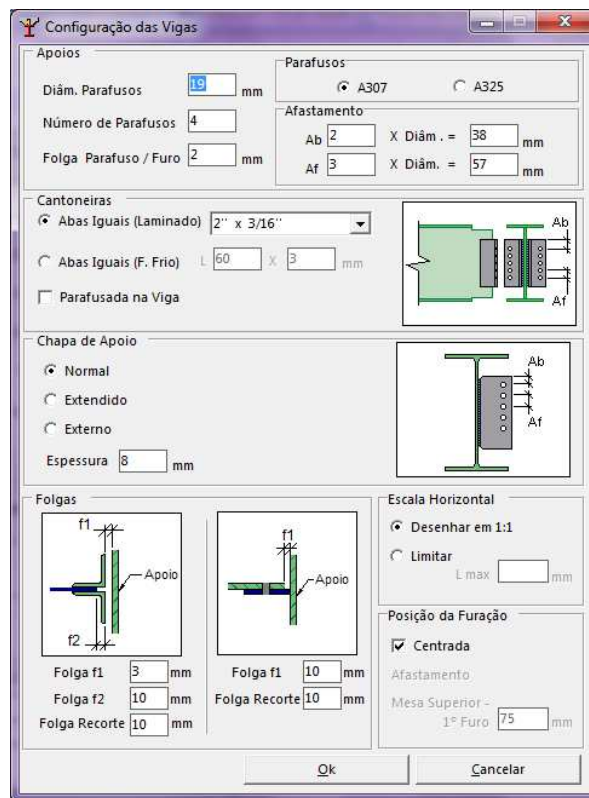 Configuração das Vigas
Apoios
Diâm. Parafusos 19 mm
Número de Parafusos 4
Folga Parafuso / Furo 2 mm
Parafusos
A307 A325
Afastamento
Ab 2 X Diâm . = 38 mm
Af 3 X Diâm. = 57 mm
Cantoneiras
Abas Iguais (Laminado) 2'' x 3/16''
Abas Iguais (F. Frio) L 60 X 3 mm
Parafusada na Viga
Ab
Af
Chapa de Apoio
Normal
Extendido
Externo
Espessura 8 mm
Ab
Af
Folgas
f1
Apoio
f2
Folga f1 3 mm
Folga f2 10 mm
Folga Recorte 10 mm
f1
Apoio
Folga f1 10 mm
Folga Recorte 10 mm
Escala Horizontal
Desenhar em 1:1
Limitar
L max mm
Posição da Furação
Centrada
Afastamento
Mesa Superior -
1º Furo 75 mm
Ok Cancelar